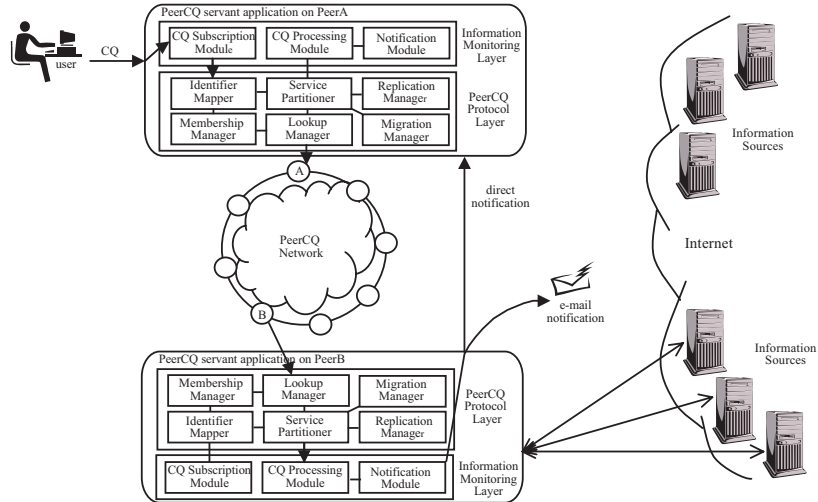 PeerCQ servant application on PeerA
CQ Subscription
Module
CQ Processing
Module
Notification
Module
Information
Monitoring
Layer
user
CQ
Identifier
Mapper
Service
Partitioner
Replication
Manager
PeerCQ
Protocol
Layer
Membership
Manager
Lookup
Manager
Migration
Manager
Information
Sources
A
direct
notification
PeerCQ
Network
Internet
B
e-mail
notification
PeerCQ servant application on PeerB
Membership
Manager
Lookup
Manager
Migration
Manager
PeerCQ
Protocol
Layer
Identifier
Mapper
Service
Partitioner
Replication
Manager
CQ Subscription
Module
CQ Processing
Module
Notification
Module
Information
Monitoring
Layer
Information
Sources